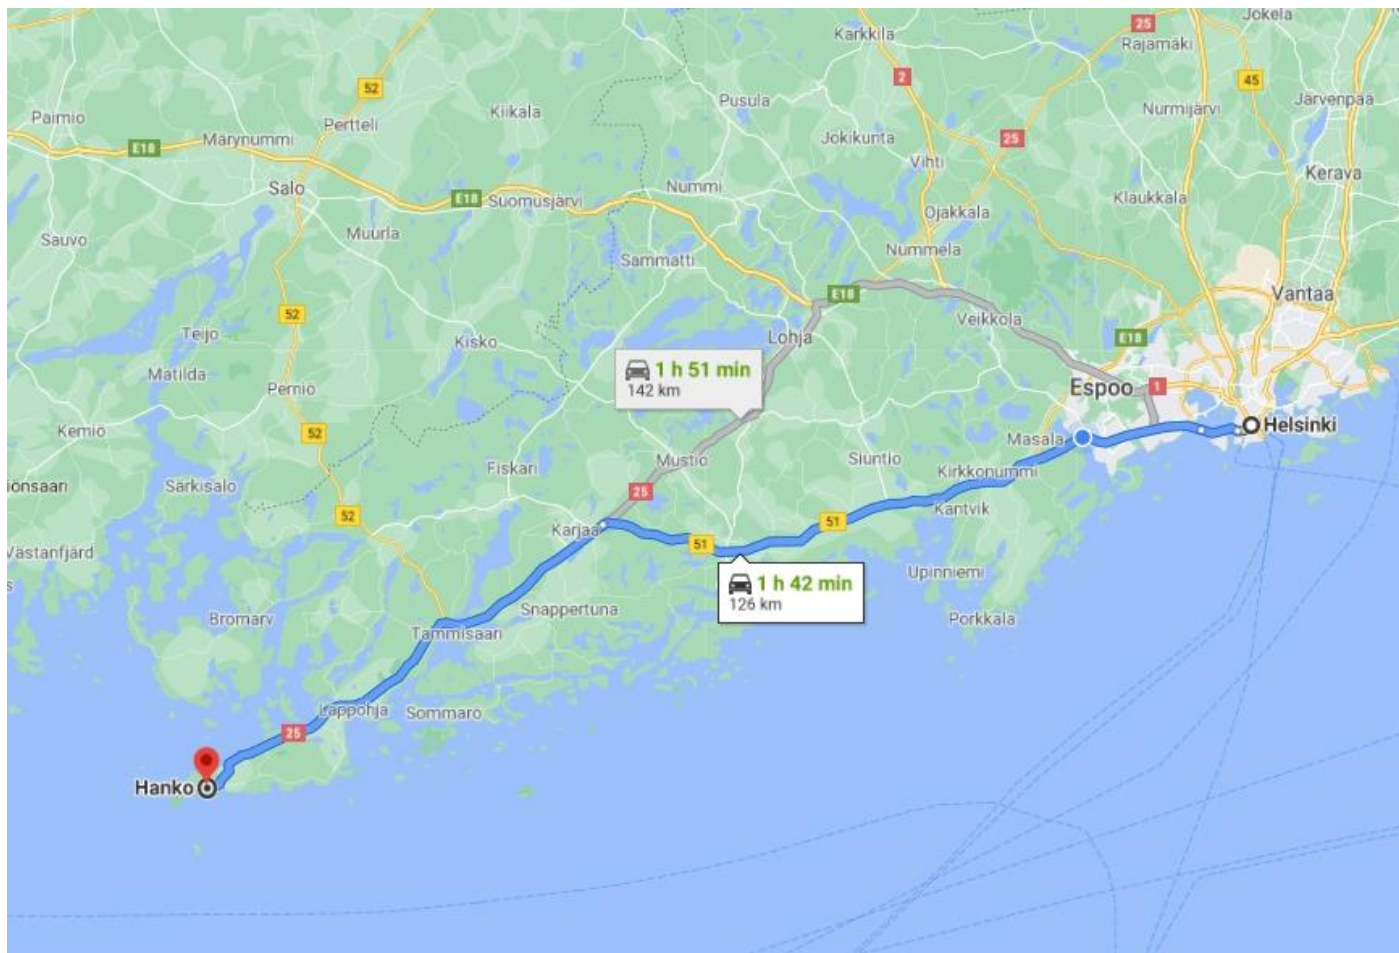 Jokela
25
Karkkila
Rajamäki
2
52
45
Pusula
Kiikala
Järvenpää
Nurmijärvi
Paimio
Pertteli
Jokikunta
25
Märynummi
E18
Vihti
Kerava
Salo
Nummi
E18
Suomusjärvi
Klaukkala
Ojakkala
Muurla
Sauvo
Nummela
Sammatti
Vantaa
E18
52
Veikkola
Teijo
Lohja
E18
Kisko
1 h 51 min
142 km
Matilda
Perniö
Espoo
1
Kemiö
52
Helsinki
Masala
Mustio
Siuntio
Fiskari
Kirkkonummi
iönsaari
Särkisalo
25
Kantvik
52
Karjaa
51
51
Västanfjärd
Upinniemi
1 h 42 min
126 km
s
Snappertuna
Bromarv
Porkkala
Tammisaari
Lappohja
Sommarö
25
Hanko